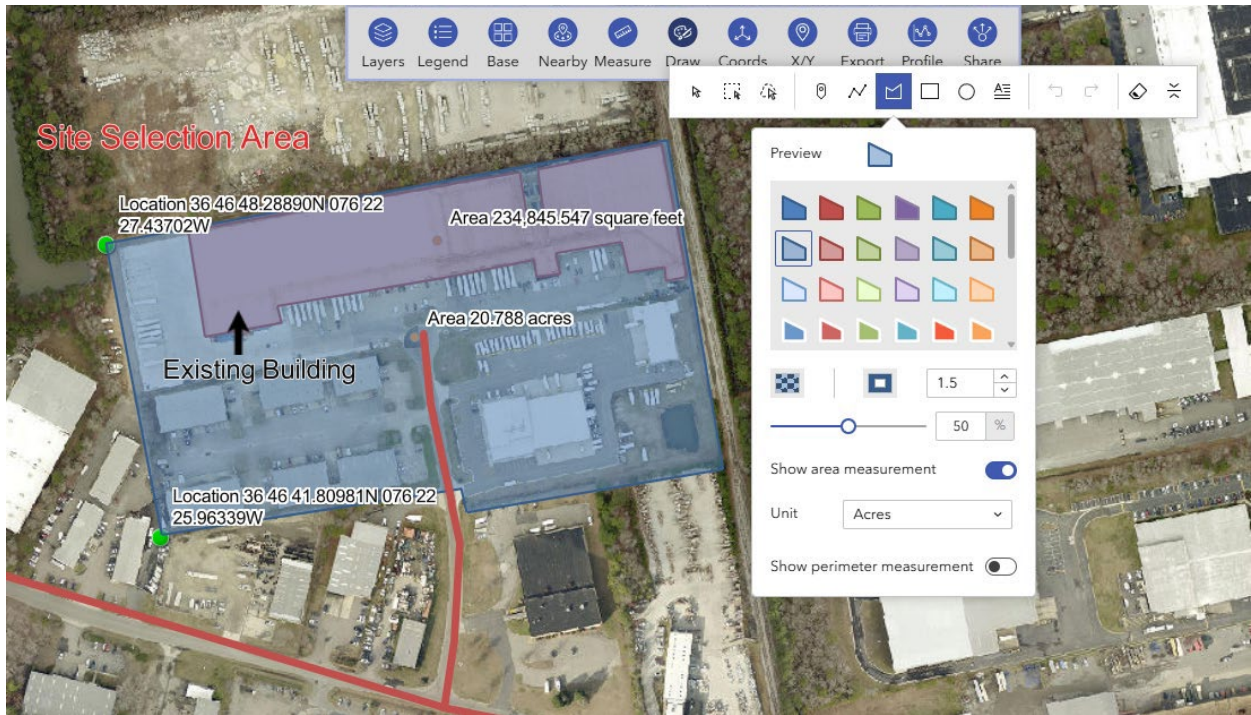 Layers Legend Base Nearby Measure Draw Coords X/Y Export Profile Share
Site Selection Area
Preview
Location 36 46 48.28890N 076 22
27.43702W
Area 234,845.547 square feet
Area 20.788 acres
Existing Building
1.5
50 %
Show area measurement
Location 36 46 41.80981N 076 22
25.96339W
Unit Acres
Show perimeter measurement